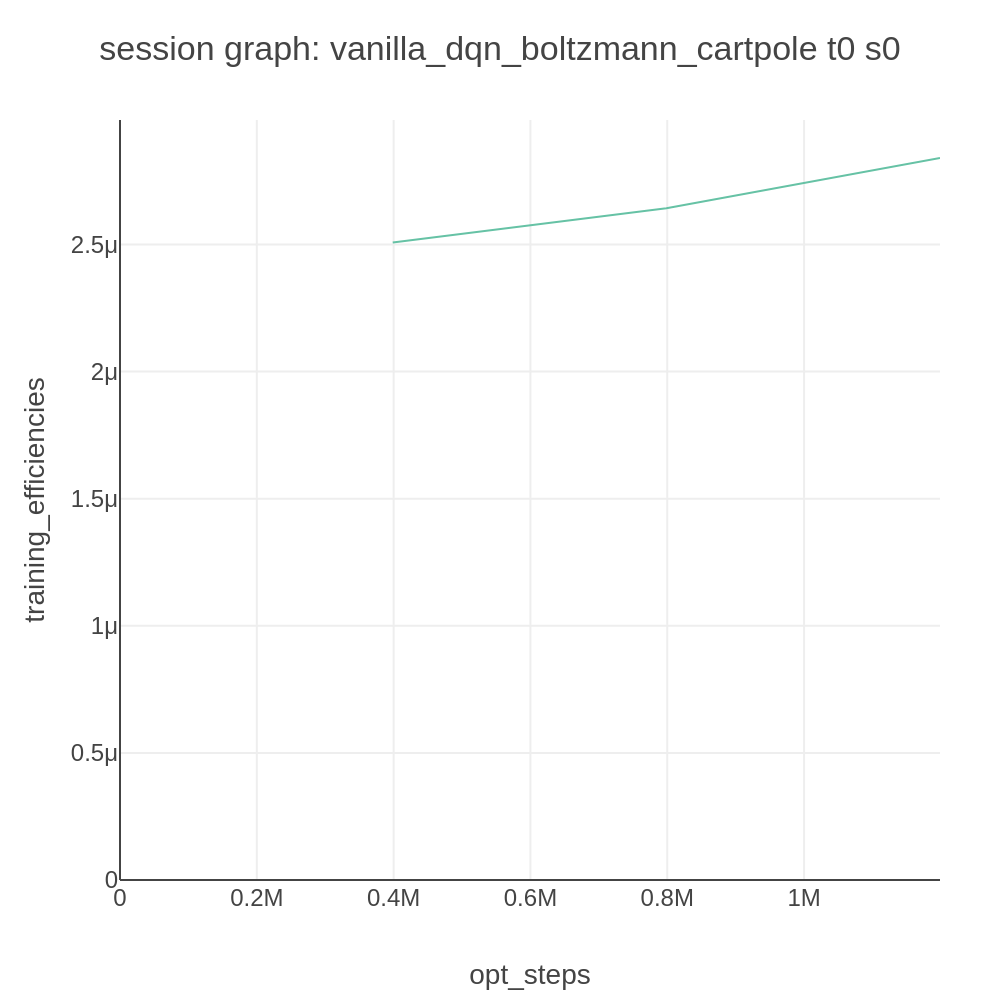 session graph: vanilla_dqn_boltzmann_cartpole t0 s0
training_efficiencies
2.5μ
2μ
1.5μ
1μ
0.5μ
0
0 0.2M 0.4M 0.6M 0.8M 1M
opt_steps